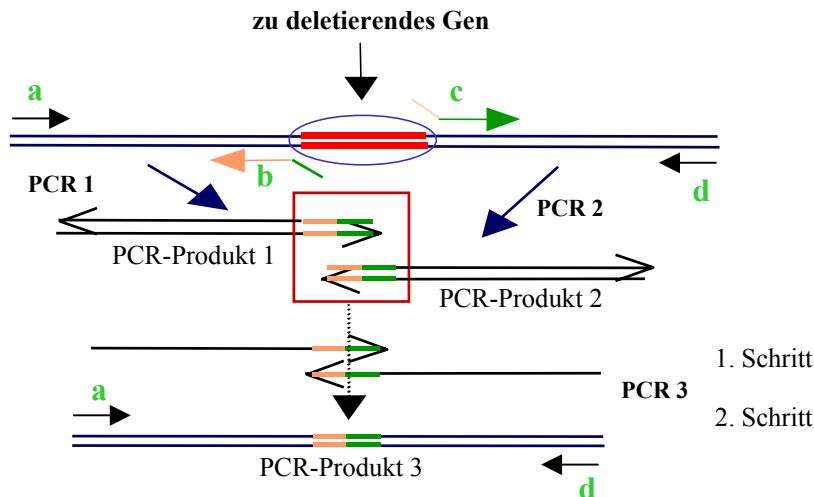 zu deletierendes Gen
a
c
b
d
PCR 1
PCR 2
PCR-Produkt 1
PCR-Produkt 2
1. Schritt
PCR 3
a
2. Schritt
PCR-Produkt 3
d